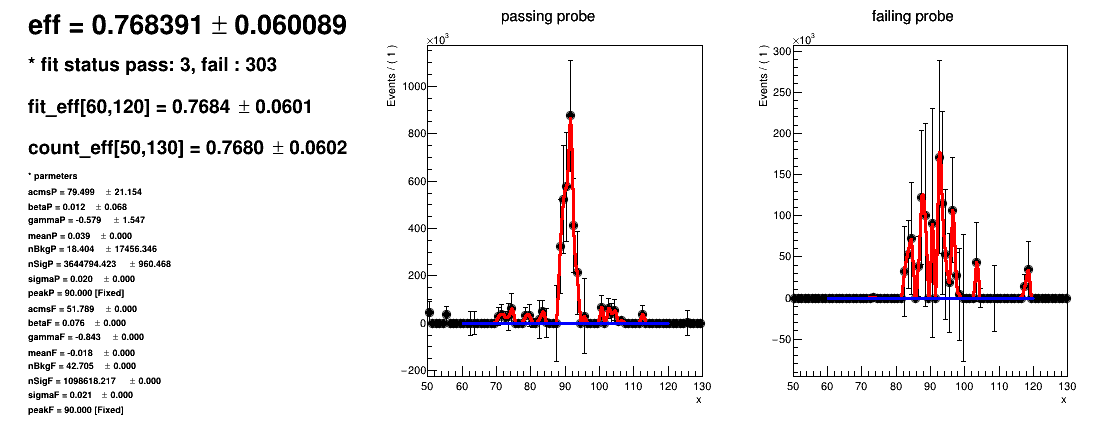 eff = 0.768391 ± 0.060089
* fit status pass: 3, fail : 303
fit_eff[60,120] = 0.7684 ± 0.0601
count_eff[50,130] = 0.7680 ± 0.0602
* parmeters
acmsP = 79.499 ± 21.154
betaP = 0.012 ± 0.068
gammaP = -0.579 ± 1.547
meanP = 0.039 ± 0.000
nBkgP = 18.404 ± 17456.346
nSigP = 3644794.423 ± 960.468
sigmaP = 0.020 ± 0.000
peakP = 90.000 [Fixed]
acmsF = 51.789 ± 0.000
betaF = 0.076 ± 0.000
gammaF = -0.843 ± 0.000
meanF = -0.018 ± 0.000
nBkgF = 42.705 ± 0.000
nSigF = 1098618.217 ± 0.000
sigmaF = 0.021 ± 0.000
peakF = 90.000 [Fixed]
passing probe
×10³
Events / ( 1 )
1000
800
600
400
200
0
−200
50 60 70 80 90 100 110 120 130
x
failing probe
×10³
Events / ( 1 )
300
250
200
150
100
50
0
−50
50 60 70 80 90 100 110 120 130
x